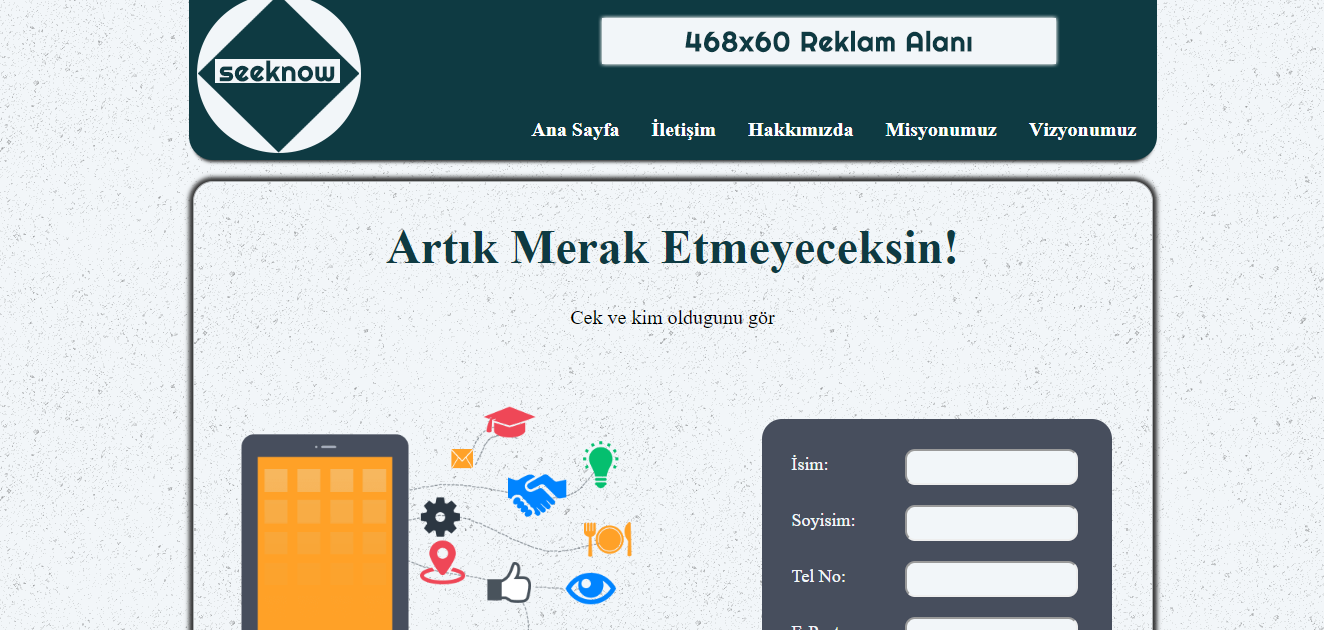 468x60 Reklam Alanı
seeknow
Ana Sayfa İletişim Hakkımızda Misyonumuz Vizyonumuz
Artık Merak Etmeyeceksin!
Cek ve kim oldugunu gör
İsim:
Soyisim:
Tel No: